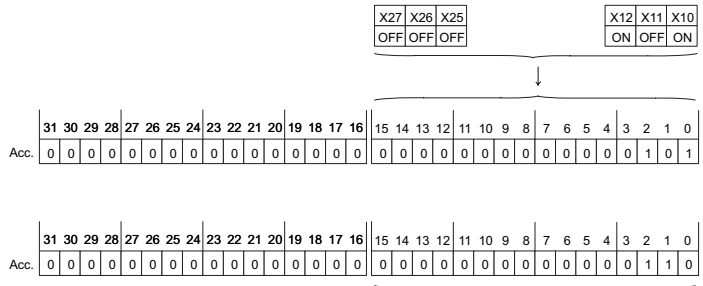 X27 X26 X25 X12 X11 X10
OFF OFF OFF ON OFF ON
↓
31 30 29 28 27 26 25 24 23 22 21 20 19 18 17 16 15 14 13 12 11 10 9 8 7 6 5 4 3 2 1 0
Acc. 0 0 0 0 0 0 0 0 0 0 0 0 0 0 0 0 0 0 0 0 0 0 0 0 0 0 0 0 0 1 0 1
31 30 29 28 27 26 25 24 23 22 21 20 19 18 17 16 15 14 13 12 11 10 9 8 7 6 5 4 3 2 1 0
Acc. 0 0 0 0 0 0 0 0 0 0 0 0 0 0 0 0 0 0 0 0 0 0 0 0 0 0 0 0 0 1 1 0